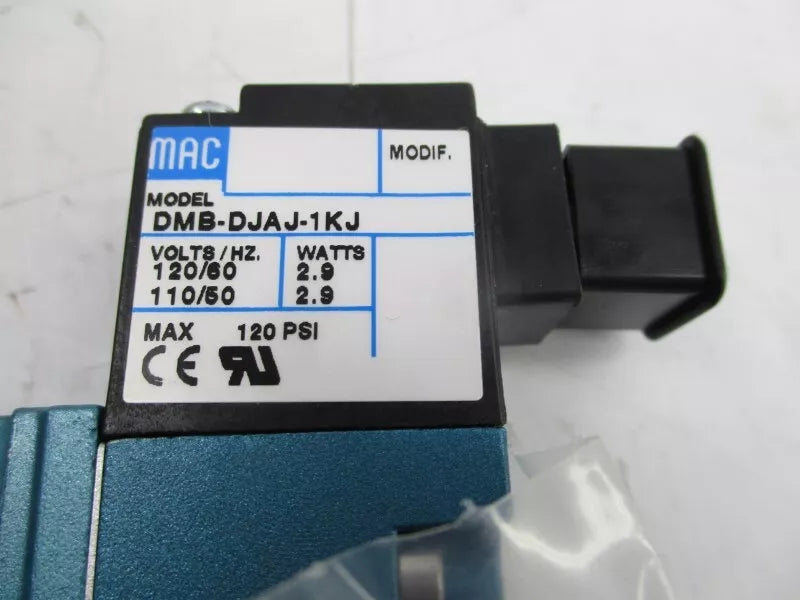 MAC
MODIF.
MODEL
DMB-DJAJ-1KJ
VOLTS/HZ. WATTS
120/60 2.9
110/50 2.9
MAX 120 PSI
CE RU